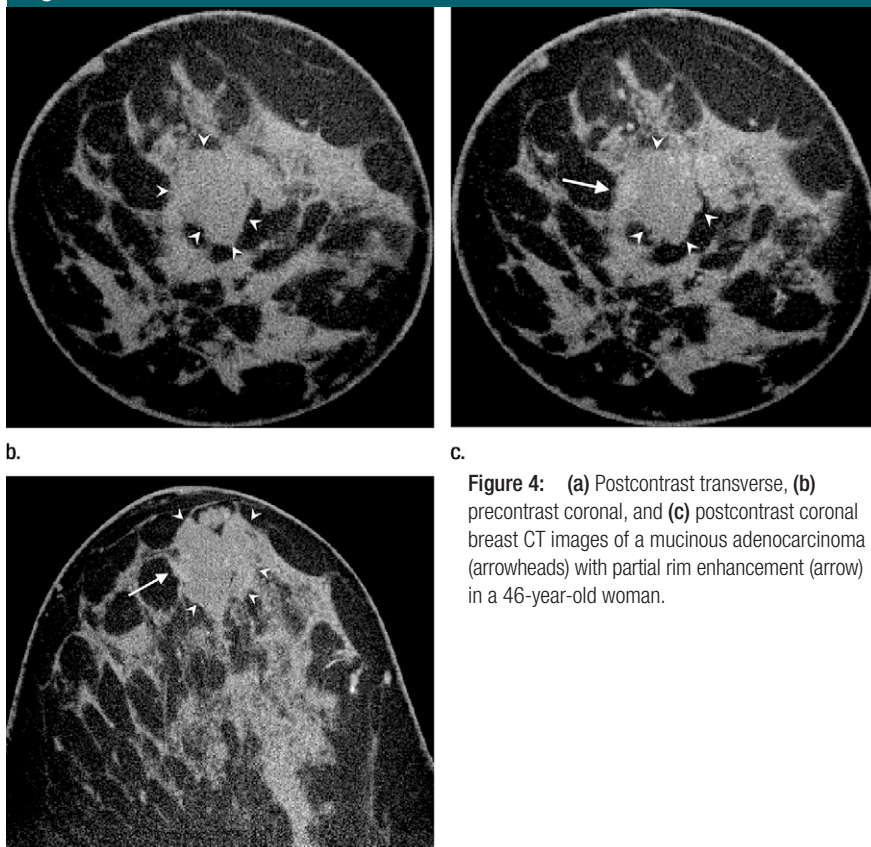 b.
c.
Figure 4: (a) Postcontrast transverse, (b)
precontrast coronal, and (c) postcontrast coronal
breast CT images of a mucinous adenocarcinoma
(arrowheads) with partial rim enhancement (arrow)
in a 46-year-old woman.